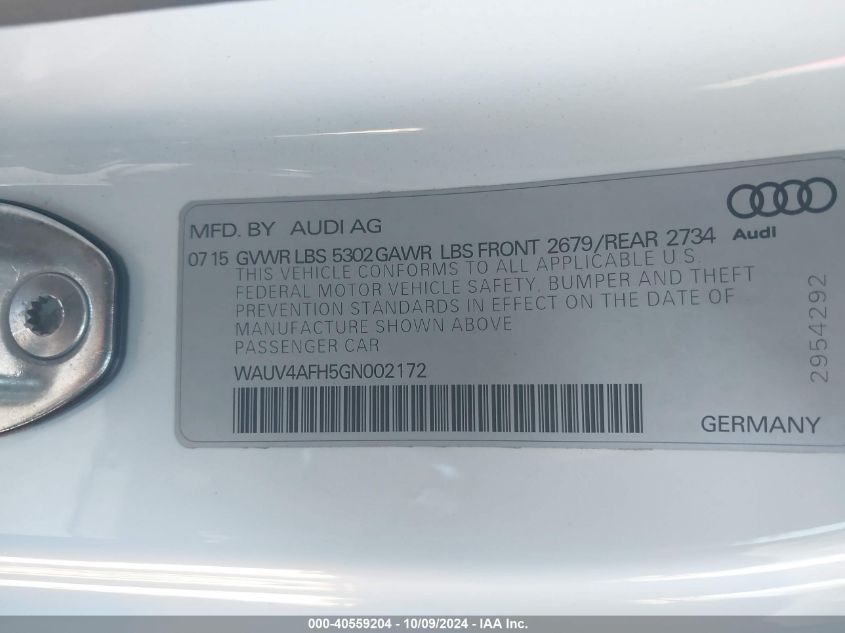 MFD. BY AUDI AG
07 15 GVWR LBS 5302 GAWR LBS FRONT 2679/REAR 2734
THIS VEHICLE CONFORMS TO ALL APPLICABLE U.S.
FEDERAL MOTOR VEHICLE SAFETY, BUMPER AND THEFT
PREVENTION STANDARDS IN EFFECT ON THE DATE OF
MANUFACTURE SHOWN ABOVE
PASSENGER CAR
WAUV4AFH5GN002172
Audi
2954292
GERMANY
000-40559204 - 10/09/2024 - IAA Inc.